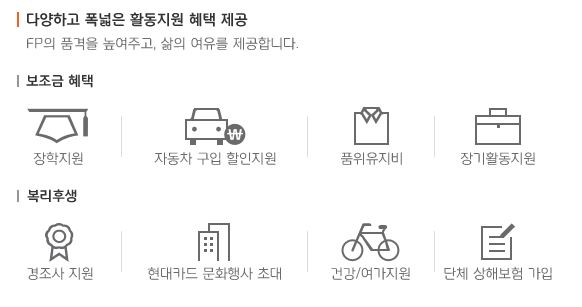 다양하고 폭넓은 활동지원 혜택 제공
FP의 품격을 높여주고, 삶의 여유를 제공합니다.
보조금 혜택
₩
장학지원 자동차 구입 할인지원 품위유지비 장기활동지원
복리후생
경조사 지원 현대카드 문화행사 초대 건강/여가지원 단체 상해보험 가입